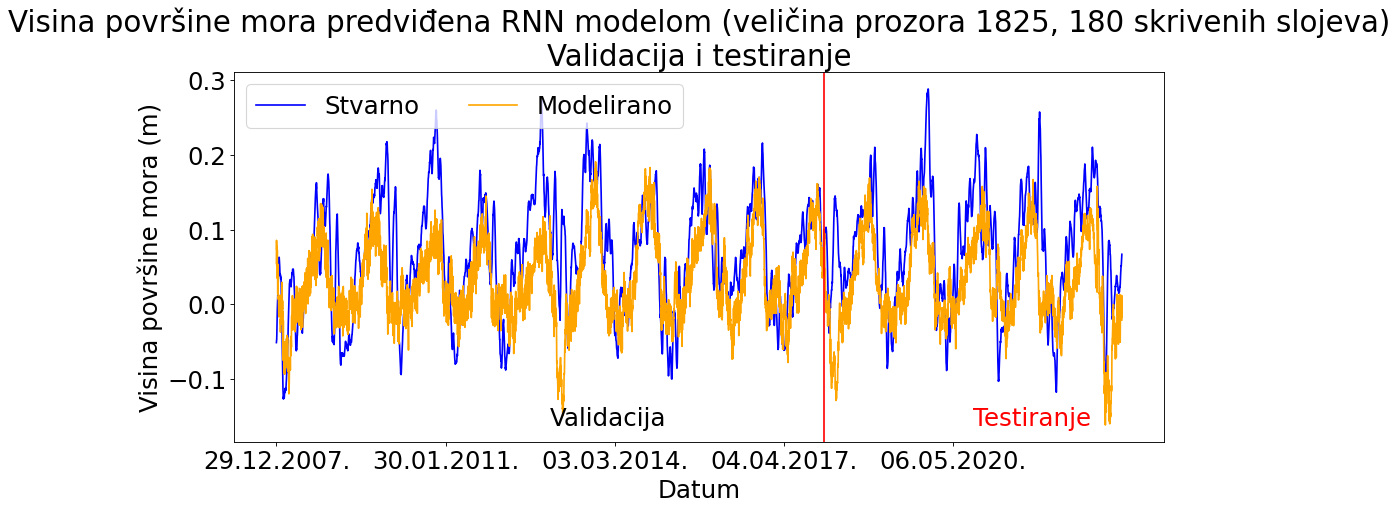 Visina površine mora predviđena RNN modelom (veličina prozora 1825, 180 skrivenih slojeva)
Validacija i testiranje
Stvarno Modelirano
Visina površine mora (m)
0.3
0.2
0.1
0.0
−0.1
Validacija Testiranje
29.12.2007. 30.01.2011. 03.03.2014. 04.04.2017. 06.05.2020.
Datum